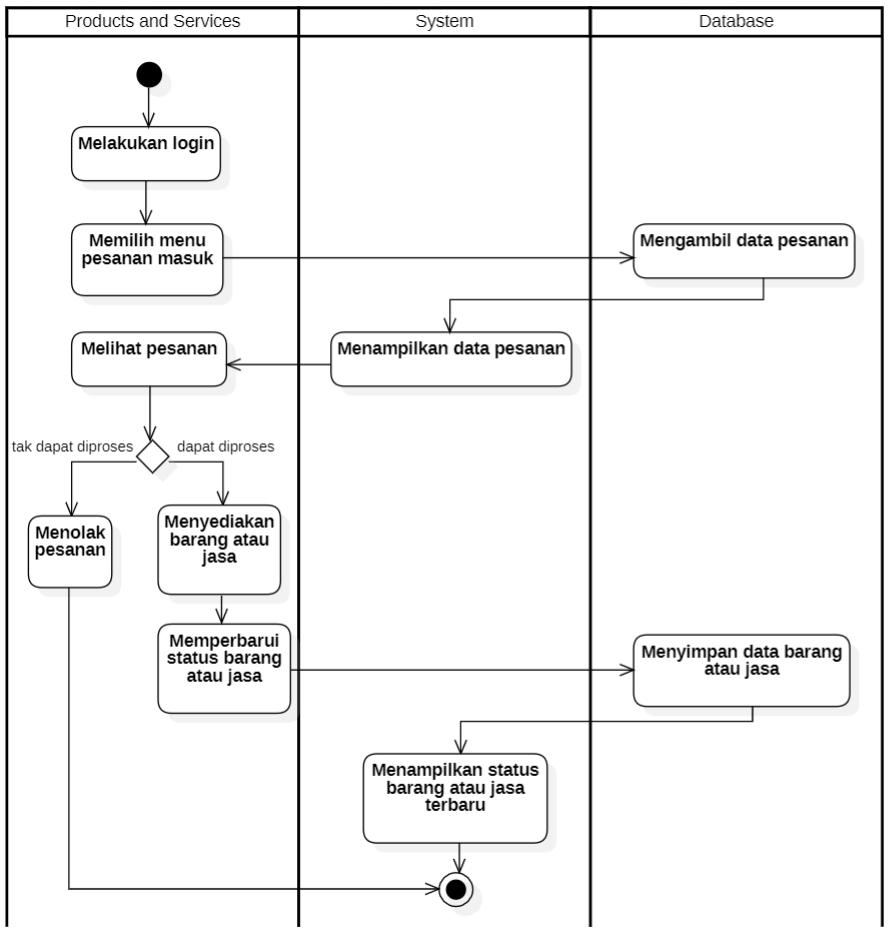 Products and Services
System
Database
Melakukan login
Memilih menu
pesanan masuk
Mengambil data pesanan
Melihat pesanan
Menampilkan data pesanan
tak dapat diproses
dapat diproses
Menolak
pesanan
Menyediakan
barang atau
jasa
Memperbarui
status barang
atau jasa
Menyimpan data barang
atau jasa
Menampilkan status
barang atau jasa
terbaru